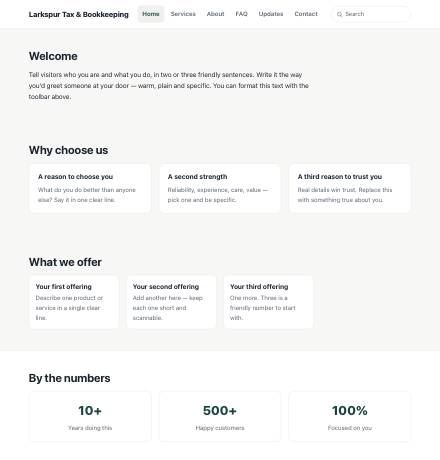 Larkspur Tax & Bookkeeping
Home
Services
About
FAQ
Updates
Contact
Search
Welcome
Tell visitors who you are and what you do, in two or three friendly sentences. Write it the way
you'd greet someone at your door — warm, plain and specific. You can format this text with the
toolbar above.
Why choose us
A reason to choose you
What do you do better than anyone
else? Say it in one clear line.
A second strength
Reliability, experience, care, value —
pick one and be specific.
A third reason to trust you
Real details win trust. Replace this
with something true about you.
What we offer
Your first offering
Describe one product or
service in a single clear
line.
Your second offering
Add another here — keep
each one short and
scannable.
Your third offering
One more. Three is a
friendly number to start
with.
By the numbers
10+
Years doing this
500+
Happy customers
100%
Focused on you